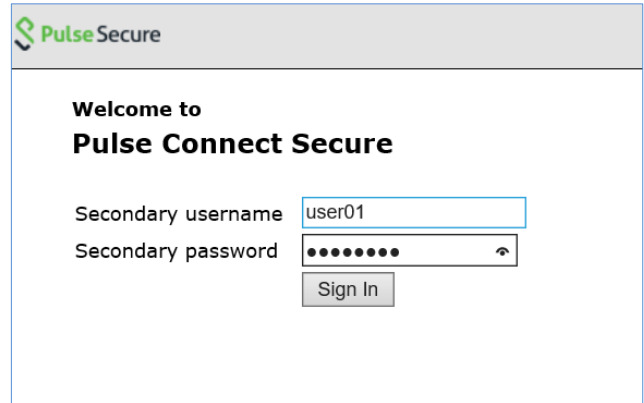 Pulse Secure
Welcome to
Pulse Connect Secure
Secondary username user01
Secondary password ••••••••
Sign In